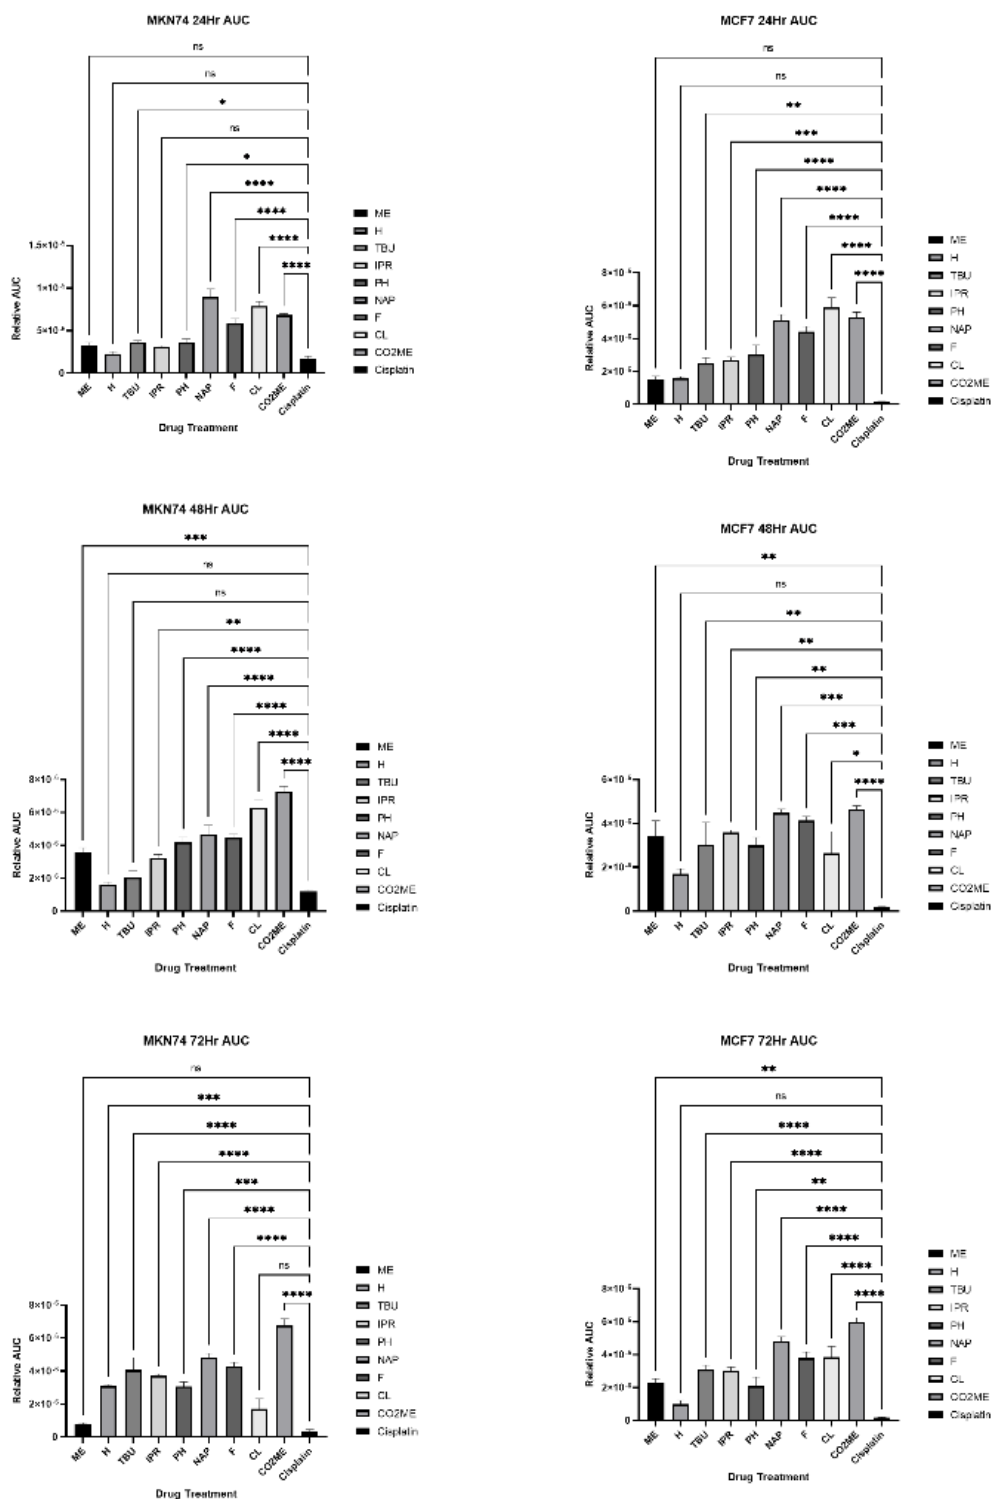 MKN74 24Hr AUC
ns
ns
*
ns
*
****
****
****
****
Relative AUC
0
ME
H
TBU
IPR
PH
NAP
F
CL
CO2ME
Cisplatin
Drug Treatment
ME
H
TBU
IPR
PH
NAP
F
CL
CO2ME
Cisplatin
MCF7 24Hr AUC
ns
ns
**
***
****
****
****
****
****
Relative AUC
0
ME
H
TBU
IPR
PH
NAP
F
CL
CO2ME
Cisplatin
Drug Treatment
ME
H
TBU
IPR
PH
NAP
F
CL
CO2ME
Cisplatin
MKN74 48Hr AUC
***
ns
ns
**
****
****
****
****
****
Relative AUC
0
ME
H
TBU
IPR
PH
NAP
F
CL
CO2ME
Cisplatin
Drug Treatment
ME
H
TBU
IPR
PH
NAP
F
CL
CO2ME
Cisplatin
MCF7 48Hr AUC
**
ns
**
**
**
***
***
*
****
Relative AUC
0
ME
H
TBU
IPR
PH
NAP
F
CL
CO2ME
Cisplatin
Drug Treatment
ME
H
TBU
IPR
PH
NAP
F
CL
CO2ME
Cisplatin
MKN74 72Hr AUC
ns
***
****
****
***
****
****
ns
****
Relative AUC
0
ME
H
TBU
IPR
PH
NAP
F
CL
CO2ME
Cisplatin
Drug Treatment
ME
H
TBU
IPR
PH
NAP
F
CL
CO2ME
Cisplatin
MCF7 72Hr AUC
**
ns
****
****
**
****
****
****
****
Relative AUC
0
ME
H
TBU
IPR
PH
NAP
F
CL
CO2ME
Cisplatin
Drug Treatment
ME
H
TBU
IPR
PH
NAP
F
CL
CO2ME
Cisplatin